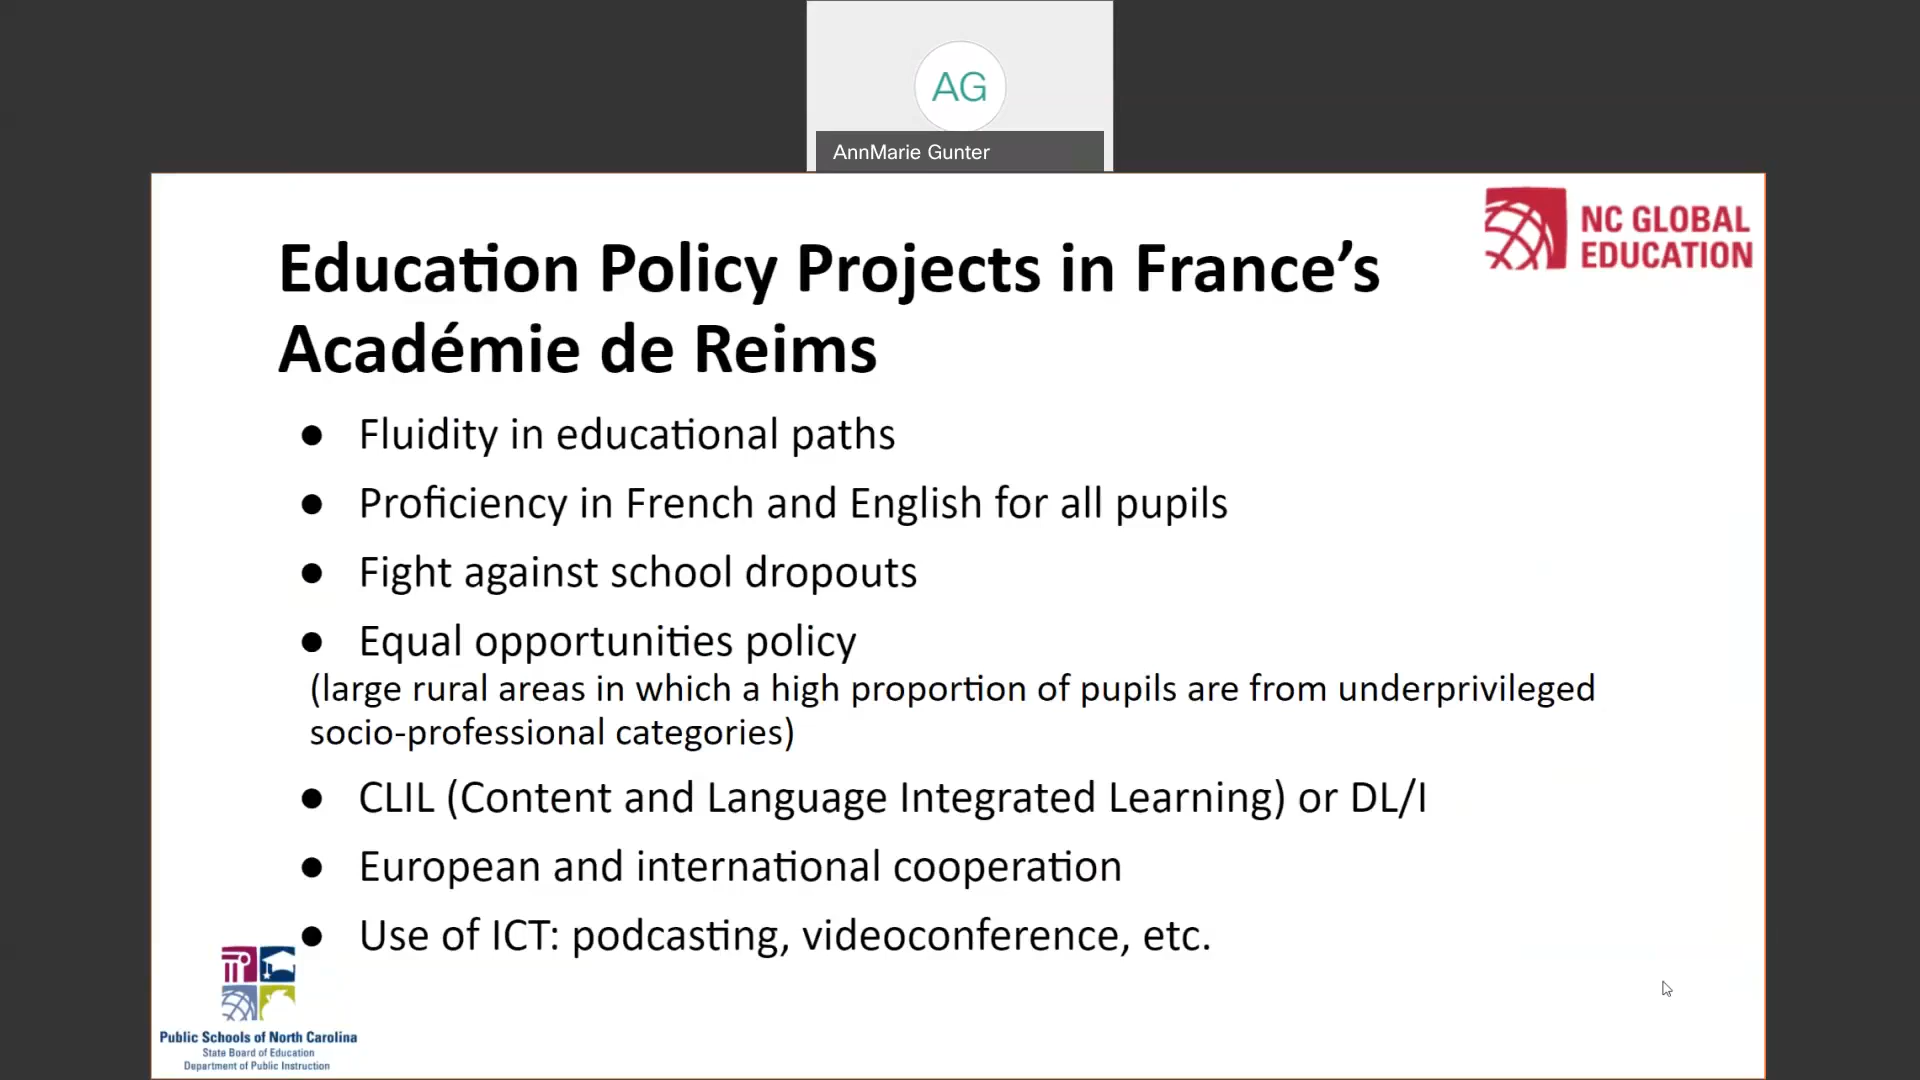 AG
AnnMarie Gunter
NC GLOBAL
EDUCATION
Education Policy Projects in France’s
Académie de Reims
● Fluidity in educational paths
● Proficiency in French and English for all pupils
● Fight against school dropouts
● Equal opportunities policy
(large rural areas in which a high proportion of pupils are from underprivileged
socio-professional categories)
● CLIL (Content and Language Integrated Learning) or DL/I
● European and international cooperation
● Use of ICT: podcasting, videoconference, etc.
Public Schools of North Carolina
State Board of Education
Department of Public Instruction